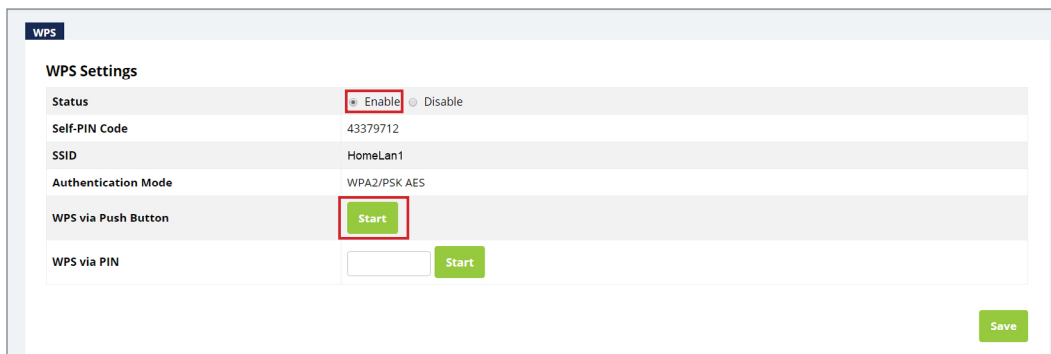 WPS
WPS Settings
Status Enable Disable
Self-PIN Code 43379712
SSID HomeLan1
Authentication Mode WPA2/PSK AES
WPS via Push Button Start
WPS via PIN Start
Save